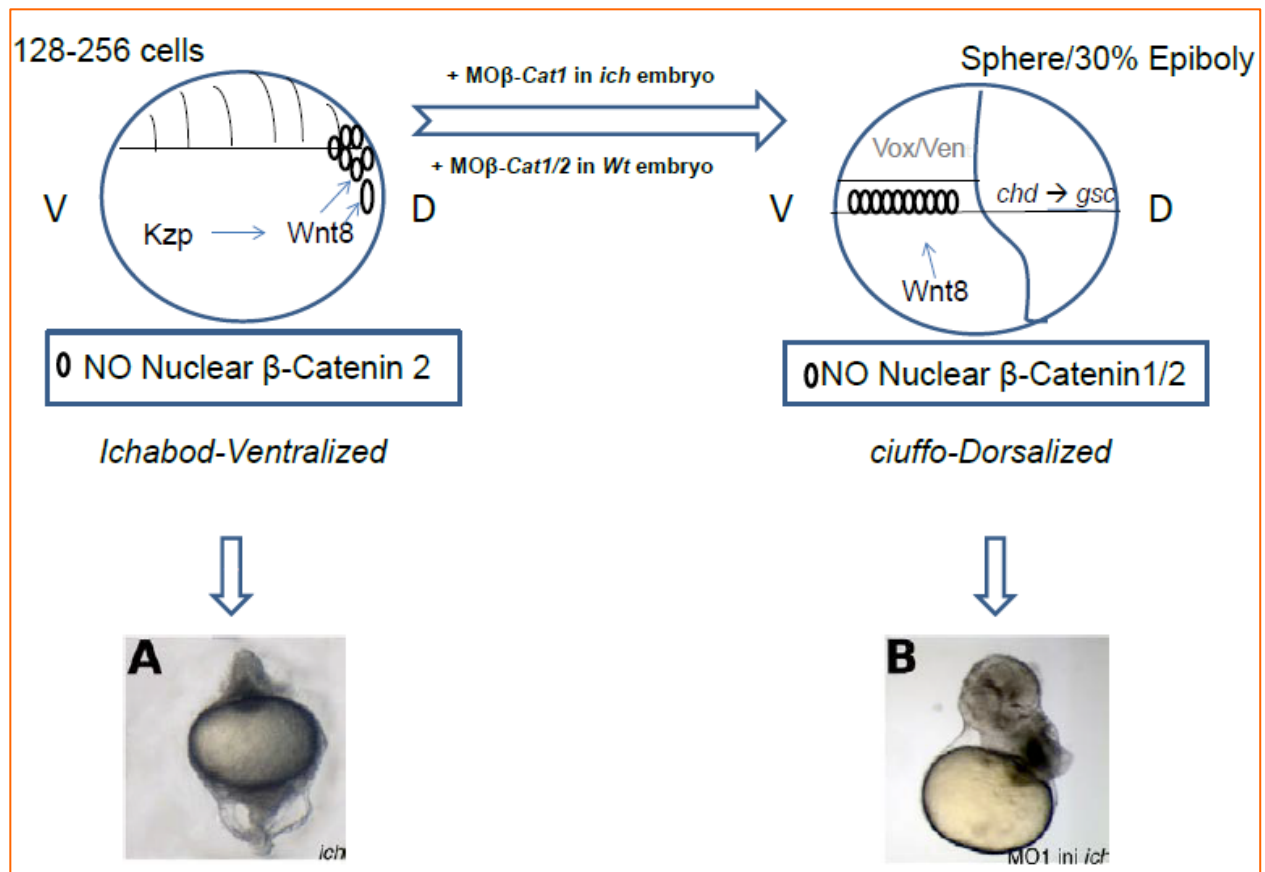 128-256 cells
+ MOβ-Cat1 in ich embryo
Sphere/30% Epiboly
+ MOβ-Cat1/2 in Wt embryo
Vox/Ven
V
Kzp
Wnt8
D
V
chd → gsc
D
Wnt8
NO Nuclear β-Catenin 2
NO Nuclear β-Catenin1/2
Ichabod-Ventralized
ciuffo-Dorsalized
A
ich
B
MO1 inj ich